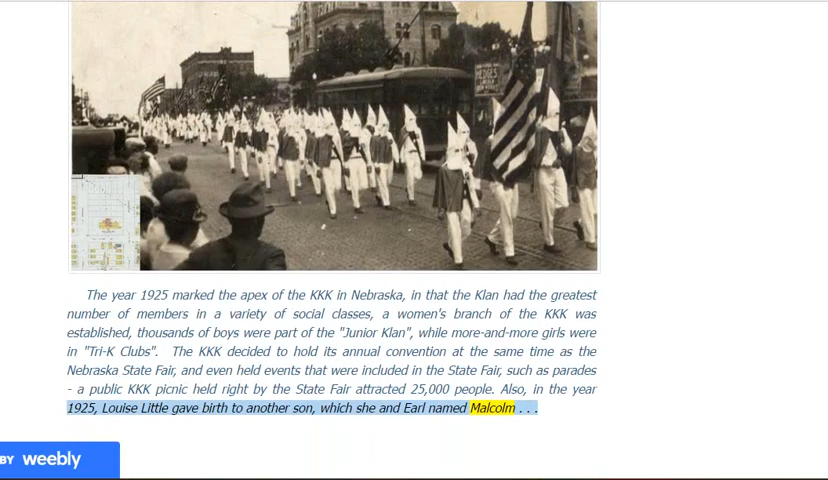 HEDGES
The year 1925 marked the apex of the KKK in Nebraska, in that the Klan had the greatest
number of members in a variety of social classes, a women's branch of the KKK was
established, thousands of boys were part of the "Junior Klan", while more-and-more girls were
in "Tri-K Clubs".  The KKK decided to hold its annual convention at the same time as the
Nebraska State Fair, and even held events that were included in the State Fair, such as parades
- a public KKK picnic held right by the State Fair attracted 25,000 people. Also, in the year
1925, Louise Little gave birth to another son, which she and Earl named Malcolm . . .
BY weebly